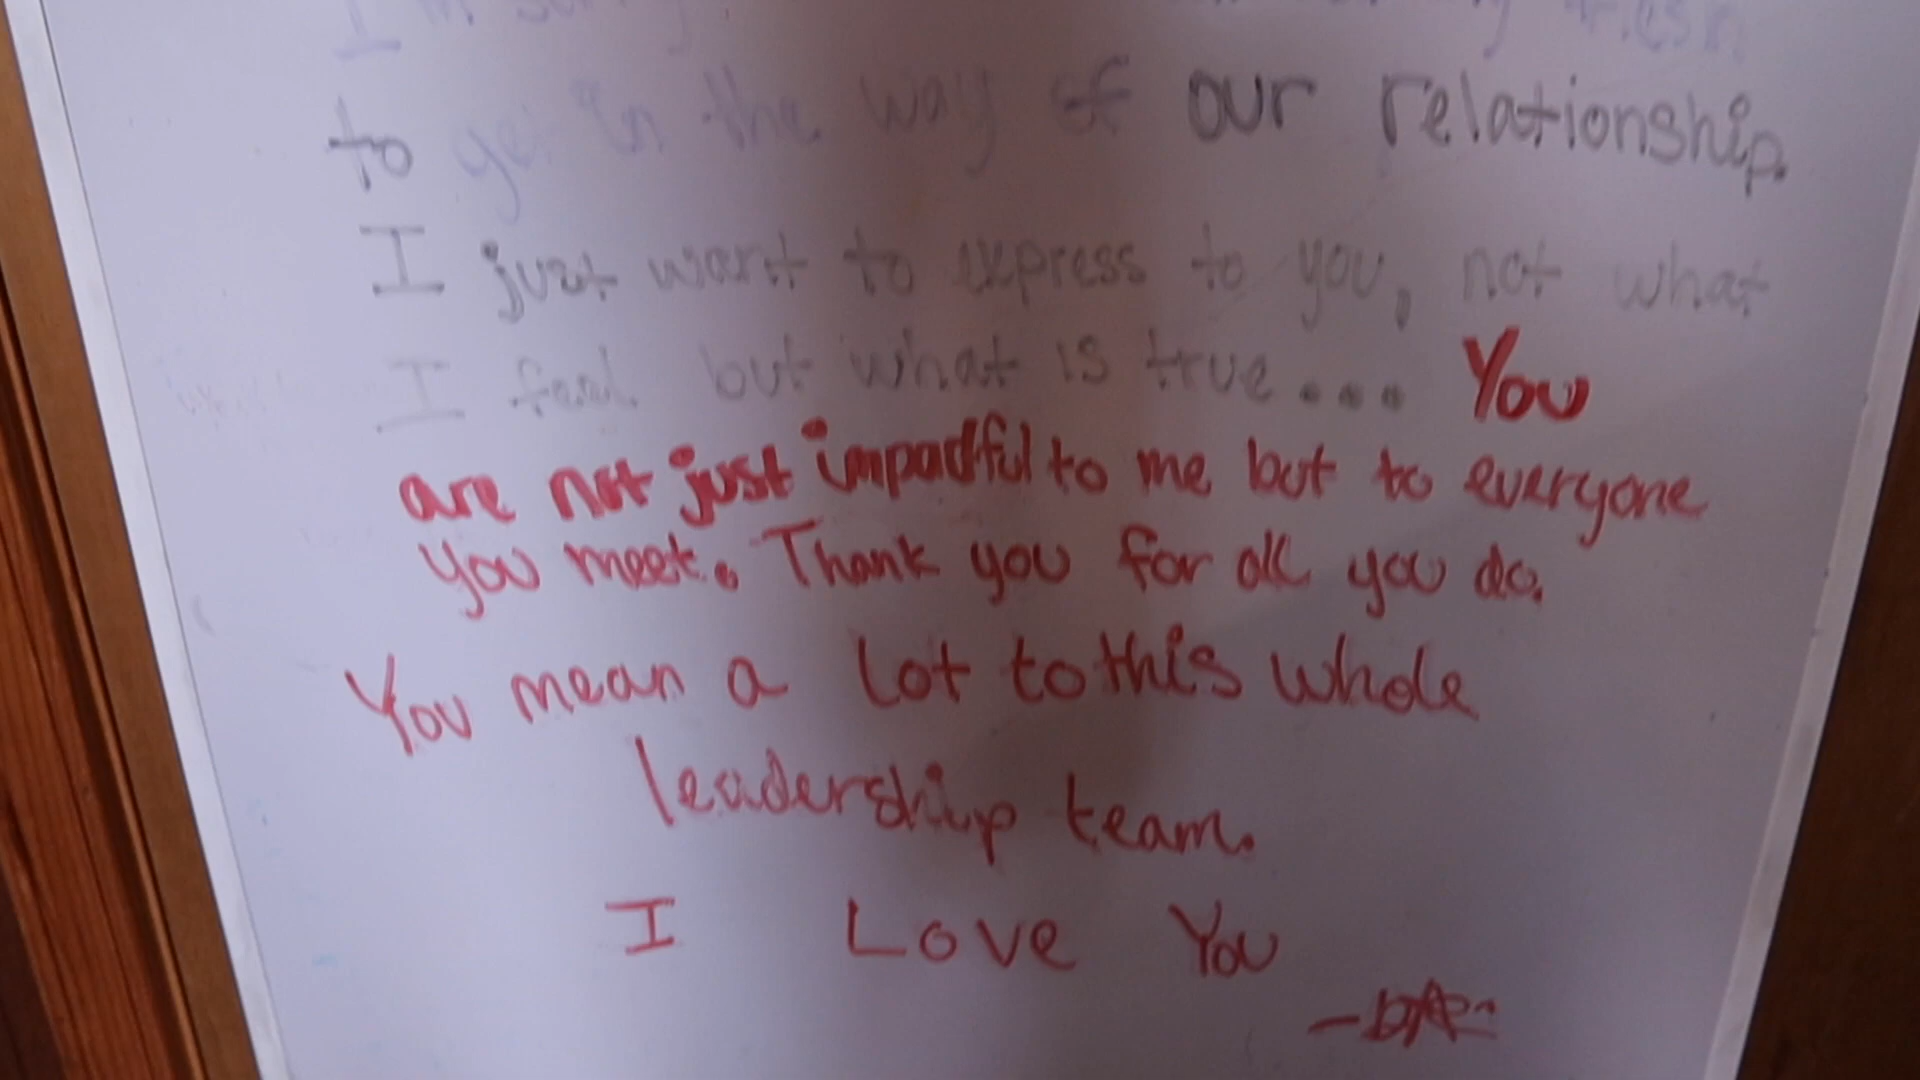 I'm
to get in the way of our relationship.
I just want to express to you, not what
I feel but what is true... You
are not just impactful to me but to everyone
you meet. Thank you for all you do.
You mean a lot to this whole
leadership team.
I Love You